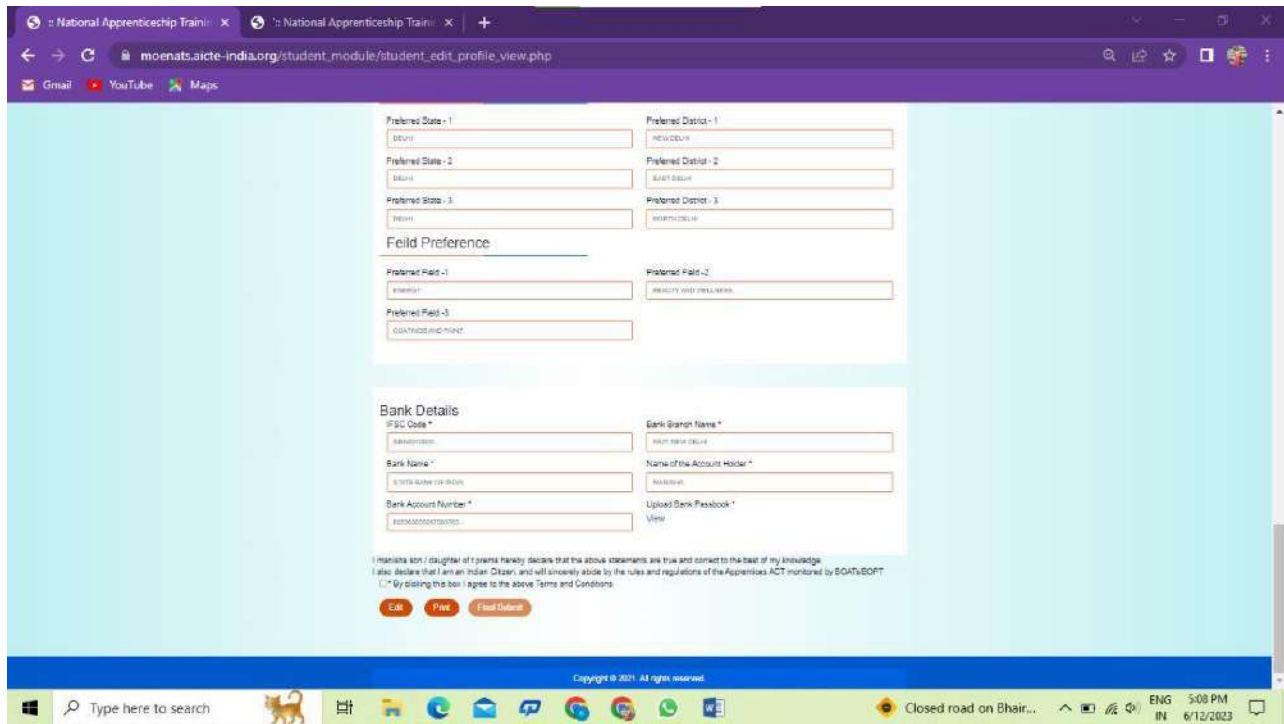 :: National Apprenticeship Trainin
:: National Apprenticeship Trainin
moenats.aicte-india.org/student_module/student_edit_profile_view.php
Gmail YouTube Maps
Preferred State - 1 Preferred District - 1
DELHI NEW DELHI
Preferred State - 2 Preferred District - 2
DELHI EAST DELHI
Preferred State - 3 Preferred District - 3
DELHI NORTH DELHI
Feild Preference
Preferred Field -1 Preferred Field -2
ENERGY BEAUTY AND WELLNESS
Preferred Field -3
COATINGS AND PAINT
Bank Details
IFSC Code * Bank Branch Name *
NEW DELHI
Bank Name * Name of the Account Holder *
STATE BANK OF INDIA MANISHA
Bank Account Number * Upload Bank Passbook *
View
I manisha son / daughter of t prema hereby declare that the above statements are true and correct to the best of my knowledge.
I also declare that I am an Indian Citizen, and will sincerely abide by the rules and regulations of the Apprentices ACT monitored by BOATs/BOPT
* By clicking this box I agree to the above Terms and Conditions
Edit Print Final Submit
Copyright © 2021. All rights reserved.
Type here to search
Closed road on Bhair...
ENG 5:08 PM
IN 6/12/2023